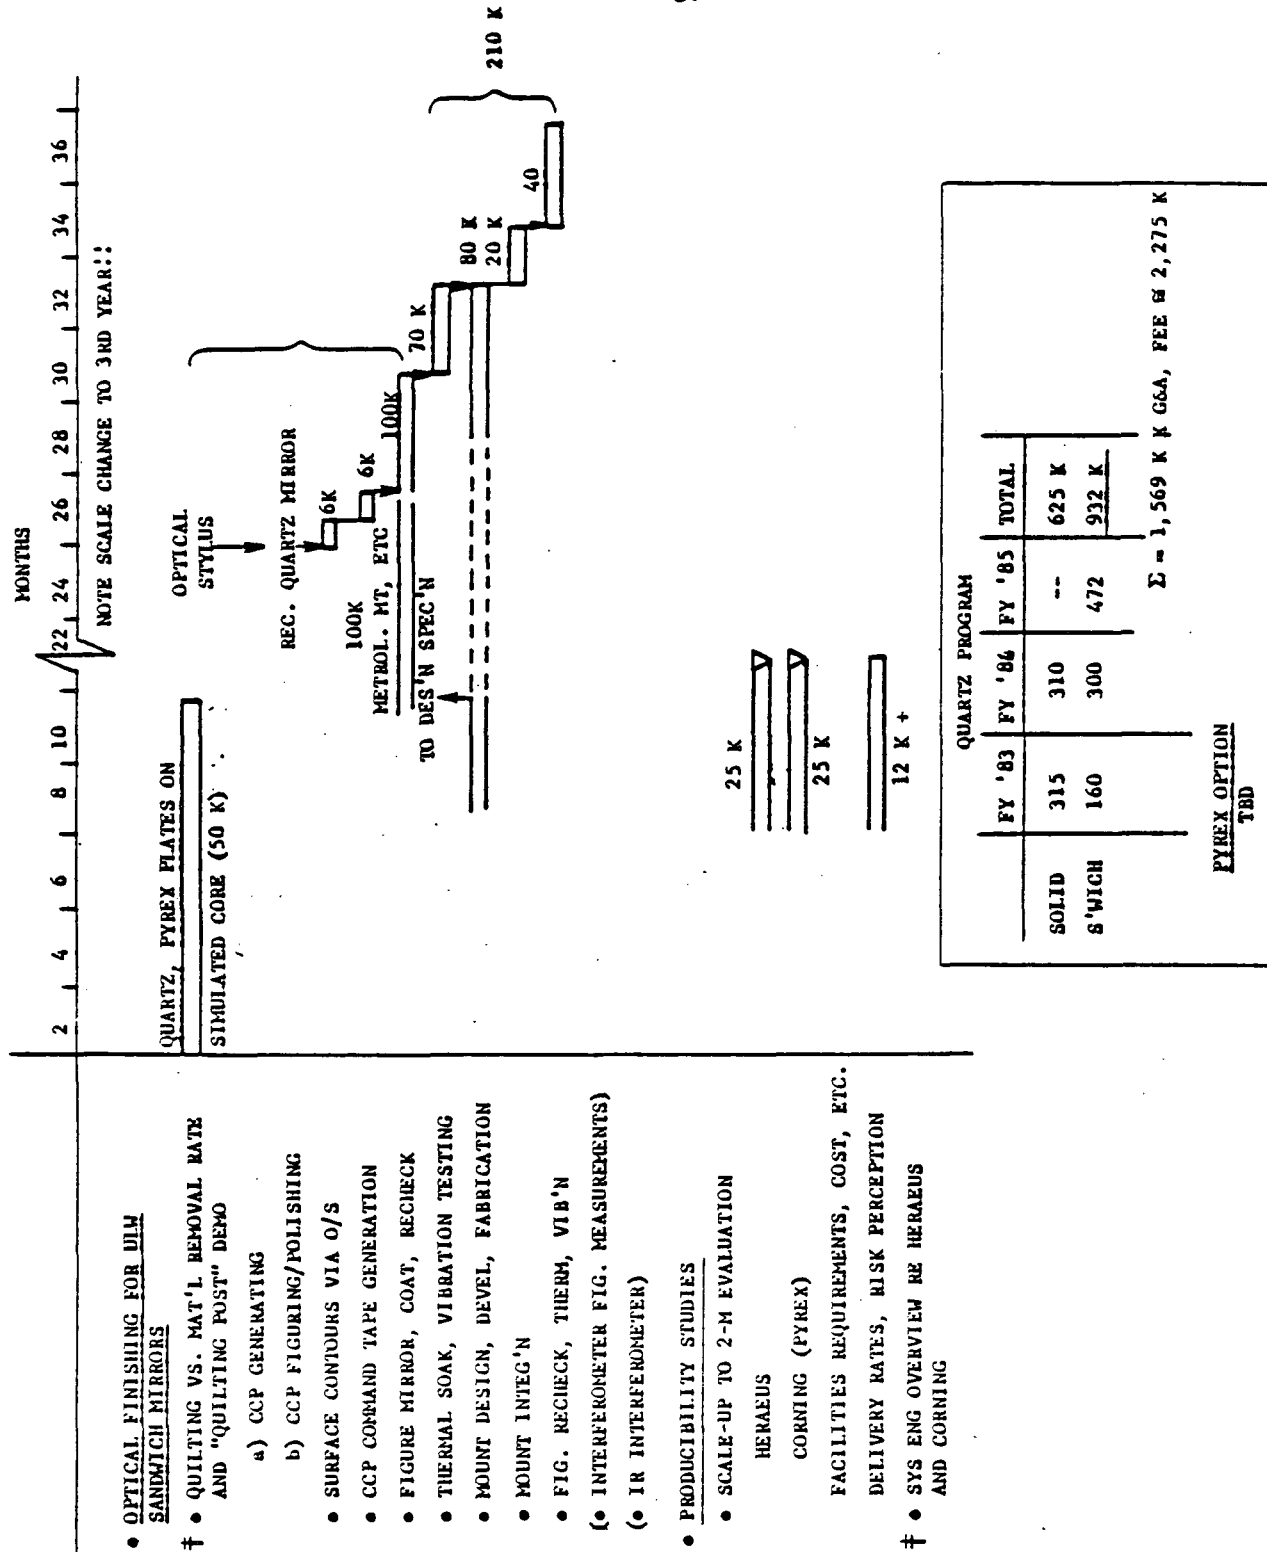 MONTHS
2 4 6 8 10 22 24 26 28 30 32 34 36
NOTE SCALE CHANGE TO 3RD YEAR!!
• OPTICAL FINISHING FOR ULW
SANDWICH MIRRORS
‡ • QUILTING VS. MAT'L REMOVAL RATE
AND "QUILTING POST" DEMO
a) CCP GENERATING
b) CCP FIGURING/POLISHING
• SURFACE CONTOURS VIA O/S
• CCP COMMAND TAPE GENERATION
• FIGURE MIRROR, COAT, RECHECK
• THERMAL SOAK, VIBRATION TESTING
• MOUNT DESIGN, DEVEL, FABRICATION
• MOUNT INTEG'N
• FIG. RECHECK, THERM, VIB'N
(• INTERFEROMETER FIG. MEASUREMENTS)
(• IR INTERFEROMETER)
• PRODUCIBILITY STUDIES
• SCALE-UP TO 2-M EVALUATION
HERAEUS
CORNING (PYREX)
FACILITIES REQUIREMENTS, COST, ETC.
DELIVERY RATES, RISK PERCEPTION
‡ • SYS ENG OVERVIEW RE HERAEUS
AND CORNING
QUARTZ, PYREX PLATES ON
SIMULATED CORE (50 K)
OPTICAL
STYLUS
REC. QUARTZ MIRROR
6K
6K
100K
METROL. MT, ETC
100K
TO DES'N SPEC'N
70 K
80 K
20 K
40
210 K
25 K
25 K
12 K +
QUARTZ PROGRAM
FY '83 FY '84 FY '85 TOTAL
SOLID 315 310 -- 625 K
S'WICH 160 300 472 932 K
Σ = 1,569 K K G&A, FEE ≅ 2,275 K
PYREX OPTION
TBD